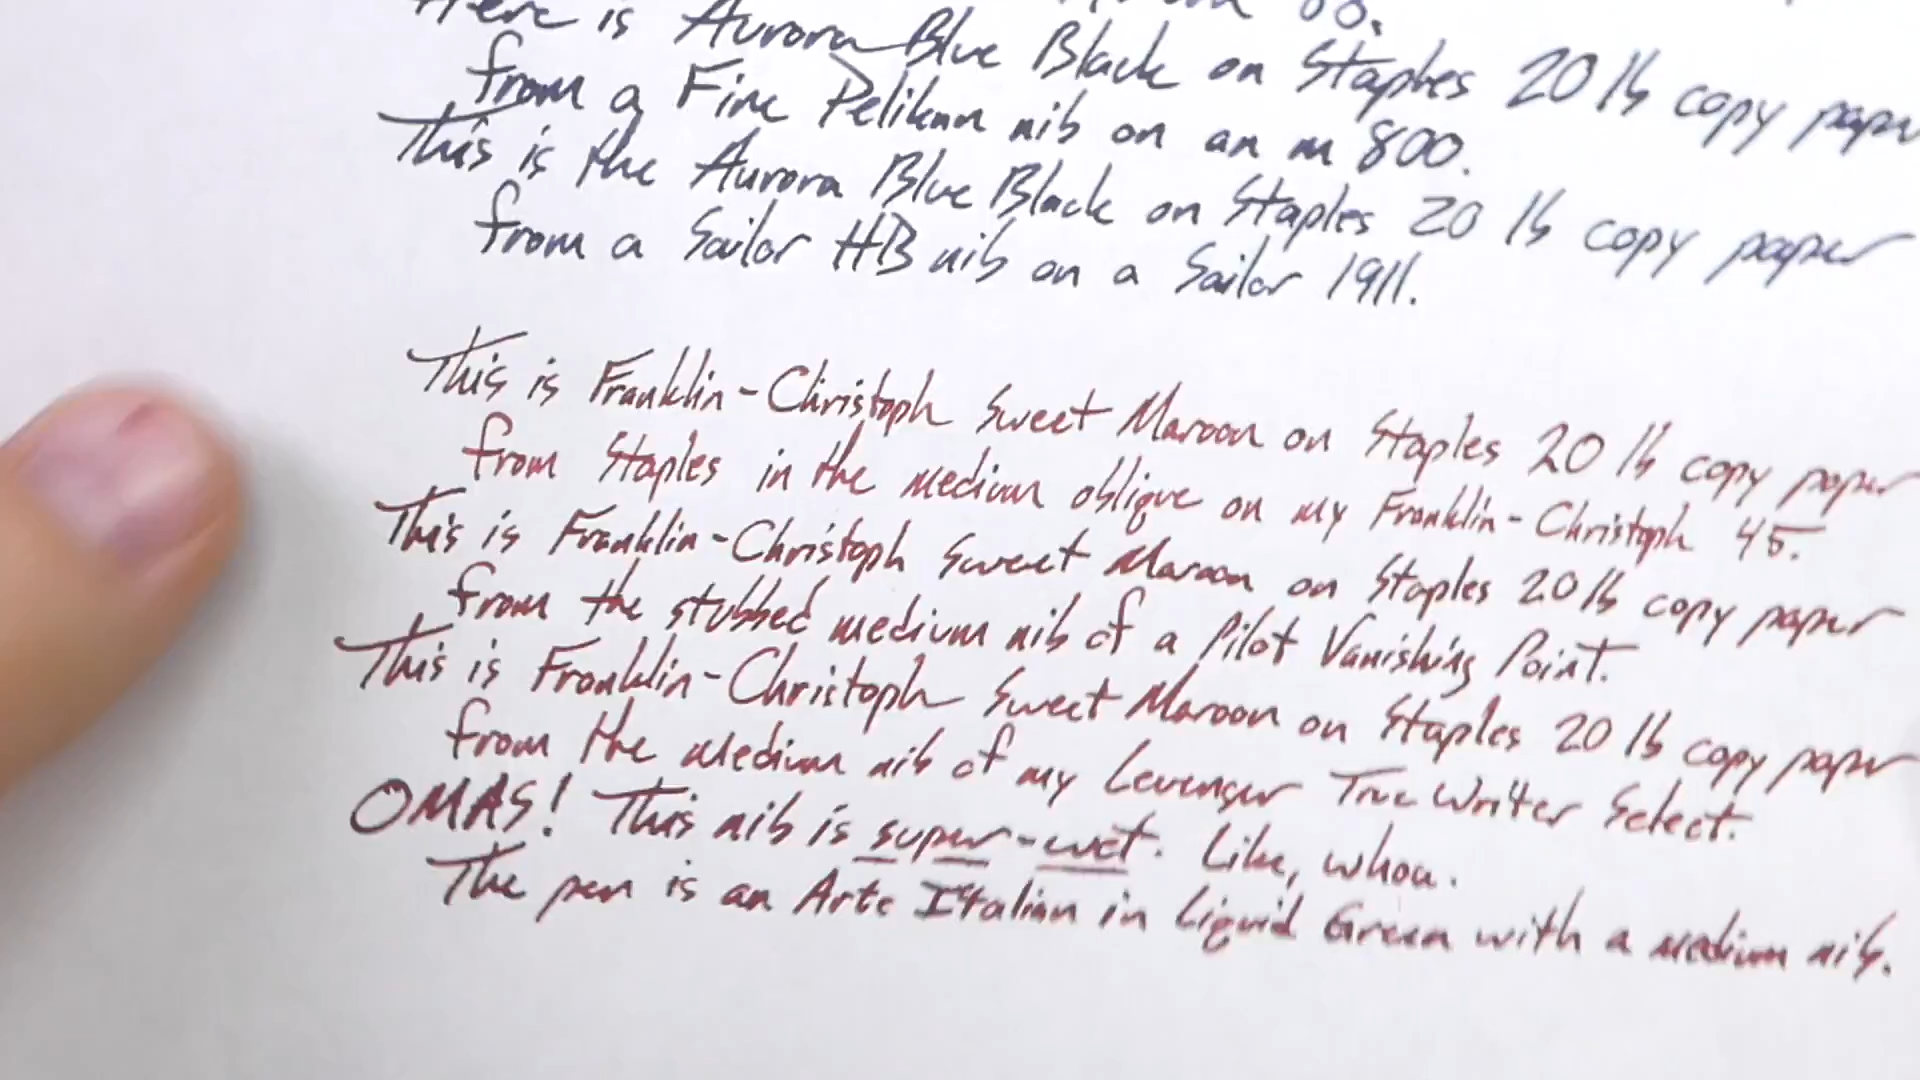 Here is Aurora Blue Black on Staples 20 lb copy paper
from a Fine Pelikan nib on an m 800.
This is the Aurora Blue Black on Staples 20 lb copy paper
from a Sailor HB nib on a Sailor 1911.
This is Franklin-Christoph Sweet Maroon on Staples 20 lb copy paper
from Staples in the medium oblique on my Franklin-Christoph 45.
This is Franklin-Christoph Sweet Maroon on Staples 20 lb copy paper
from the stubbed medium nib of a Pilot Vanishing Point.
This is Franklin-Christoph Sweet Maroon on Staples 20 lb copy paper
from the medium nib of my Levenger True Writer Select.
OMAS! This nib is super-wet. Like, whoa.
The pen is an Arte Italian in Liquid Green with a medium nib.